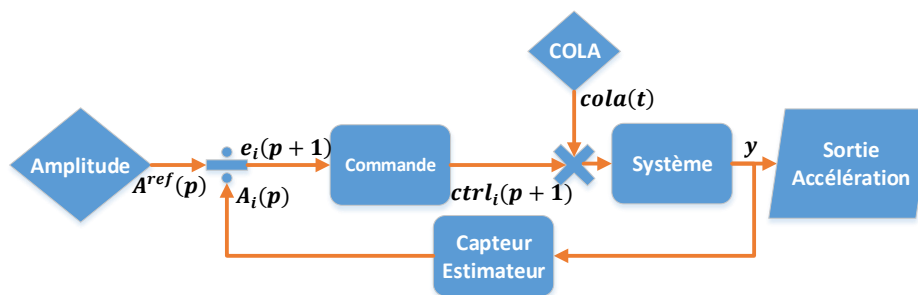 COLA
cola(t)
Amplitude
A^ref(p)
e_i(p + 1)
A_i(p)
Commande
ctrl_i(p + 1)
Système
y
Sortie
Accélération
Capteur
Estimateur